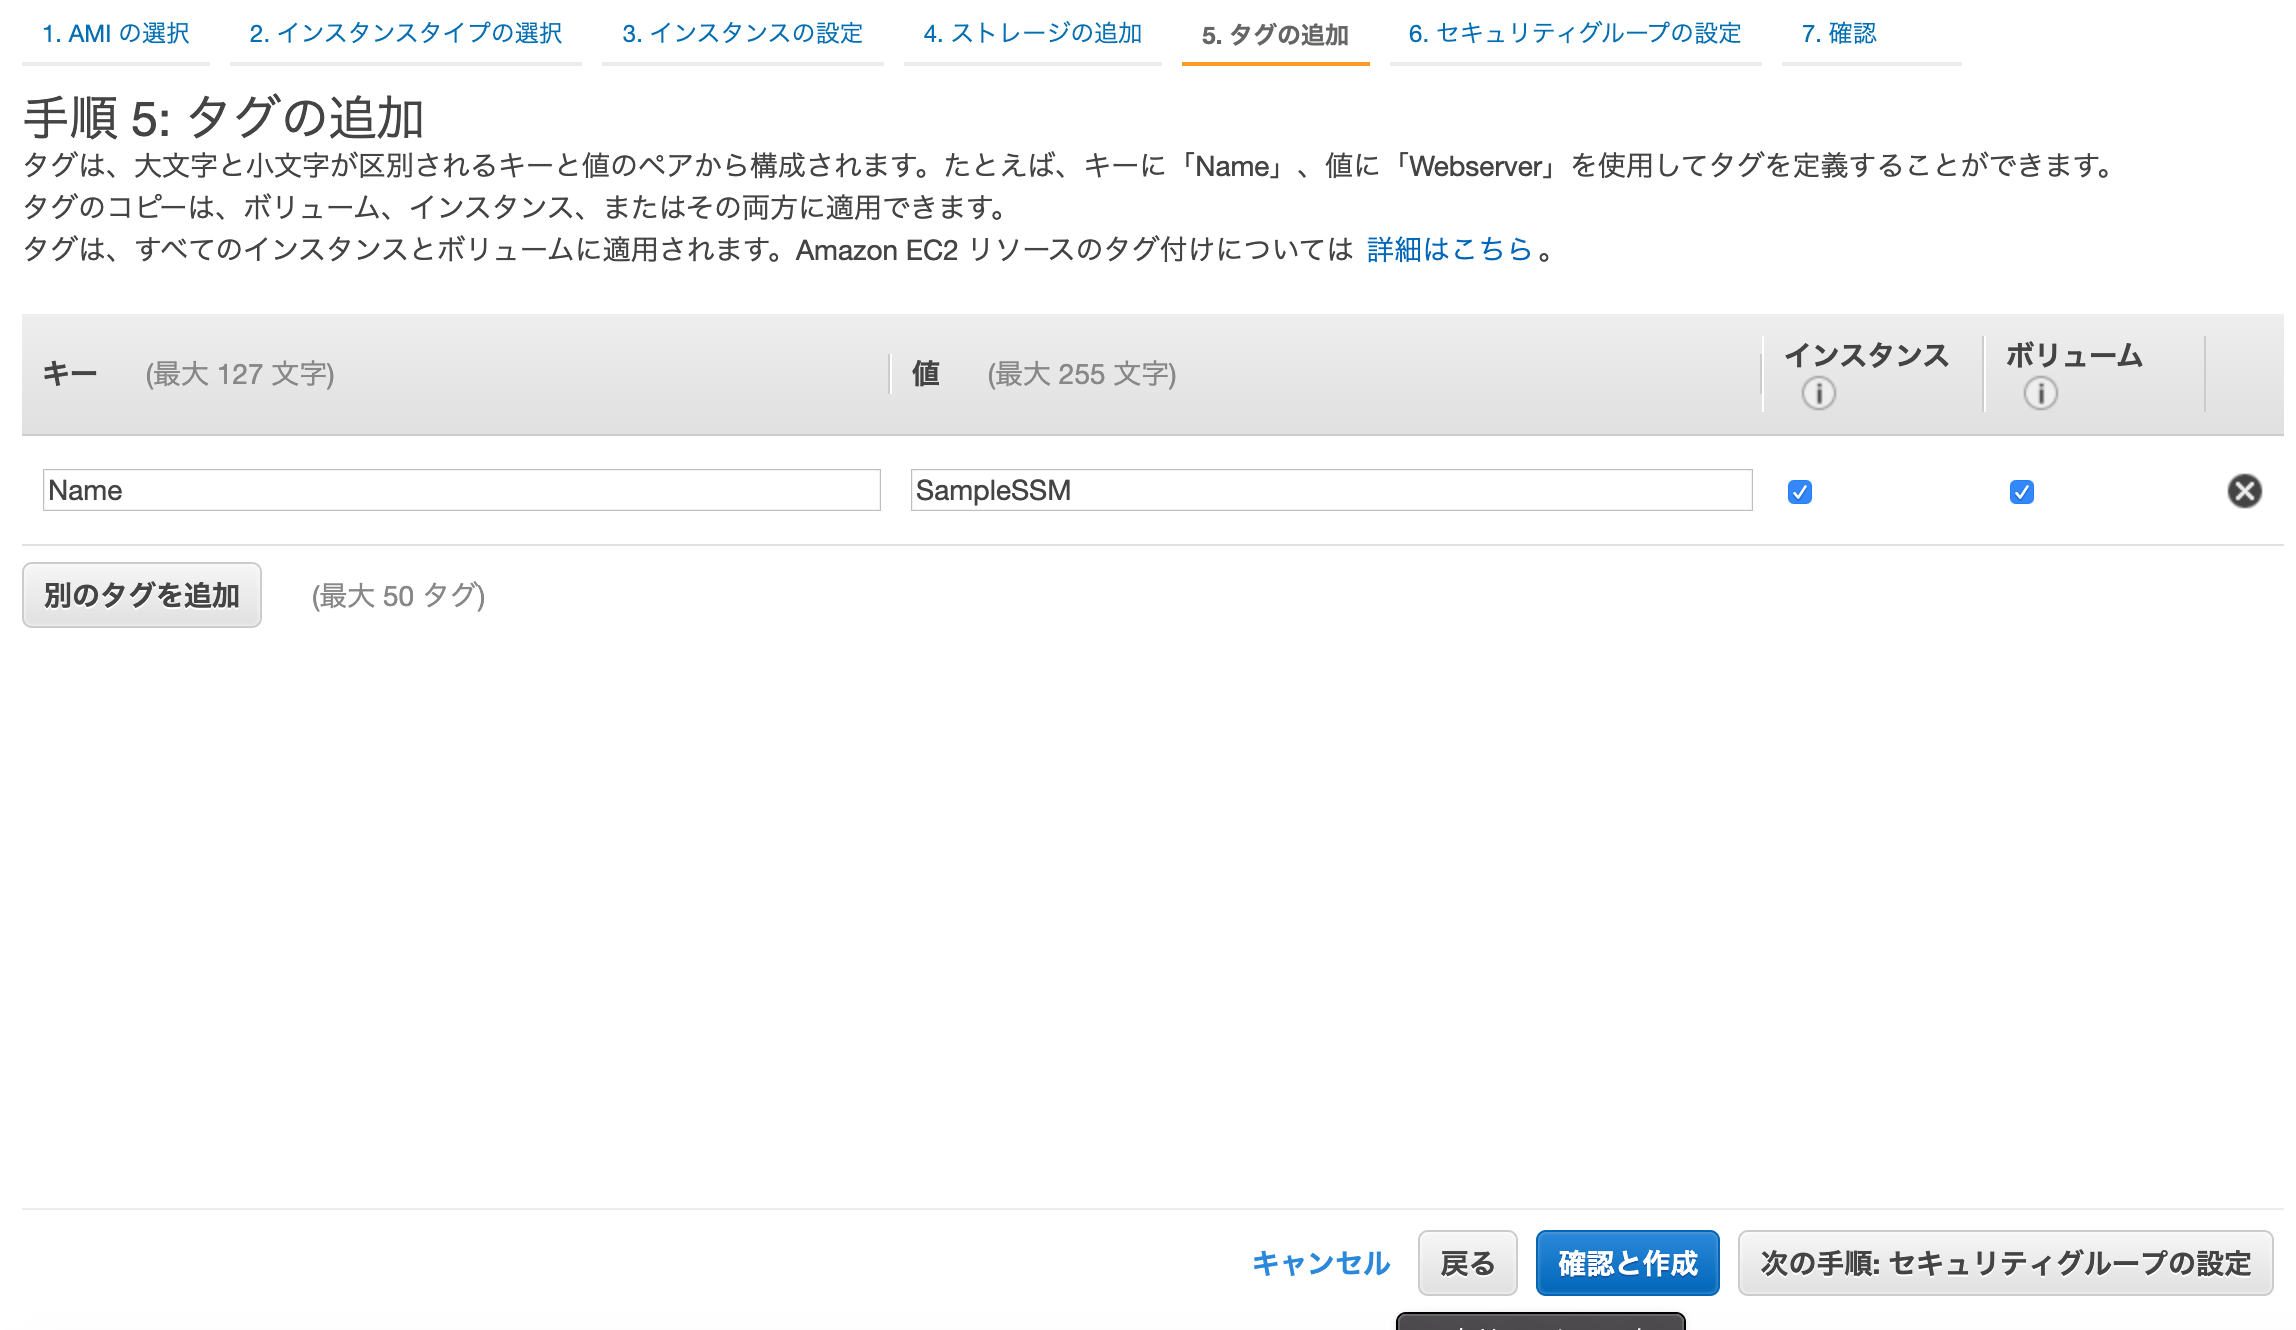 1. AMI の選択 2. インスタンスタイプの選択 3. インスタンスの設定 4. ストレージの追加 5. タグの追加 6. セキュリティグループの設定 7. 確認
手順 5: タグの追加
タグは、大文字と小文字が区別されるキーと値のペアから構成されます。たとえば、キーに「Name」、値に「Webserver」を使用してタグを定義することができます。
タグのコピーは、ボリューム、インスタンス、またはその両方に適用できます。
タグは、すべてのインスタンスとボリュームに適用されます。Amazon EC2 リソースのタグ付けについては 詳細はこちら。
キー (最大 127 文字) 値 (最大 255 文字) インスタンス ボリューム
Name SampleSSM
別のタグを追加 (最大 50 タグ)
キャンセル 戻る 確認と作成 次の手順: セキュリティグループの設定